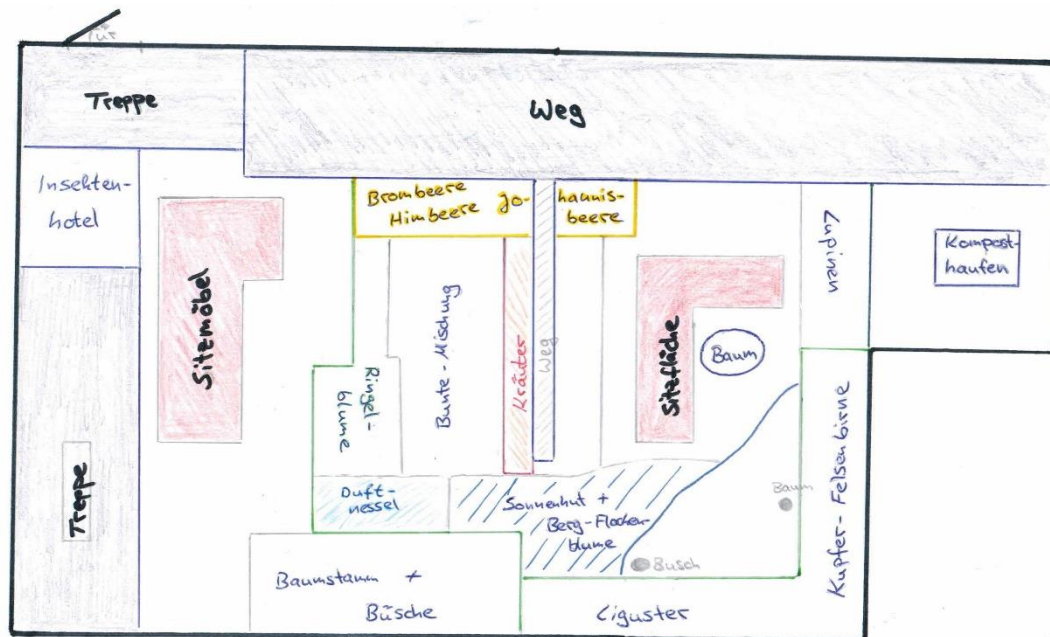 Tür
Treppe
Weg
Insekten-
hotel
Brombeere
Himbeere
Jo-
hannis-
beere
Lupinen
Kompost-
haufen
Sitzmöbel
Bunte-Mischung
Kräuter
Weg
Sitzfläche
Baum
Ringel-
blume
Kupfer-Felsenbirne
Treppe
Duft-
nessel
Sonnenhut +
Berg-Flocken-
blume
Baum
Busch
Baumstamm +
Büsche
Liguster